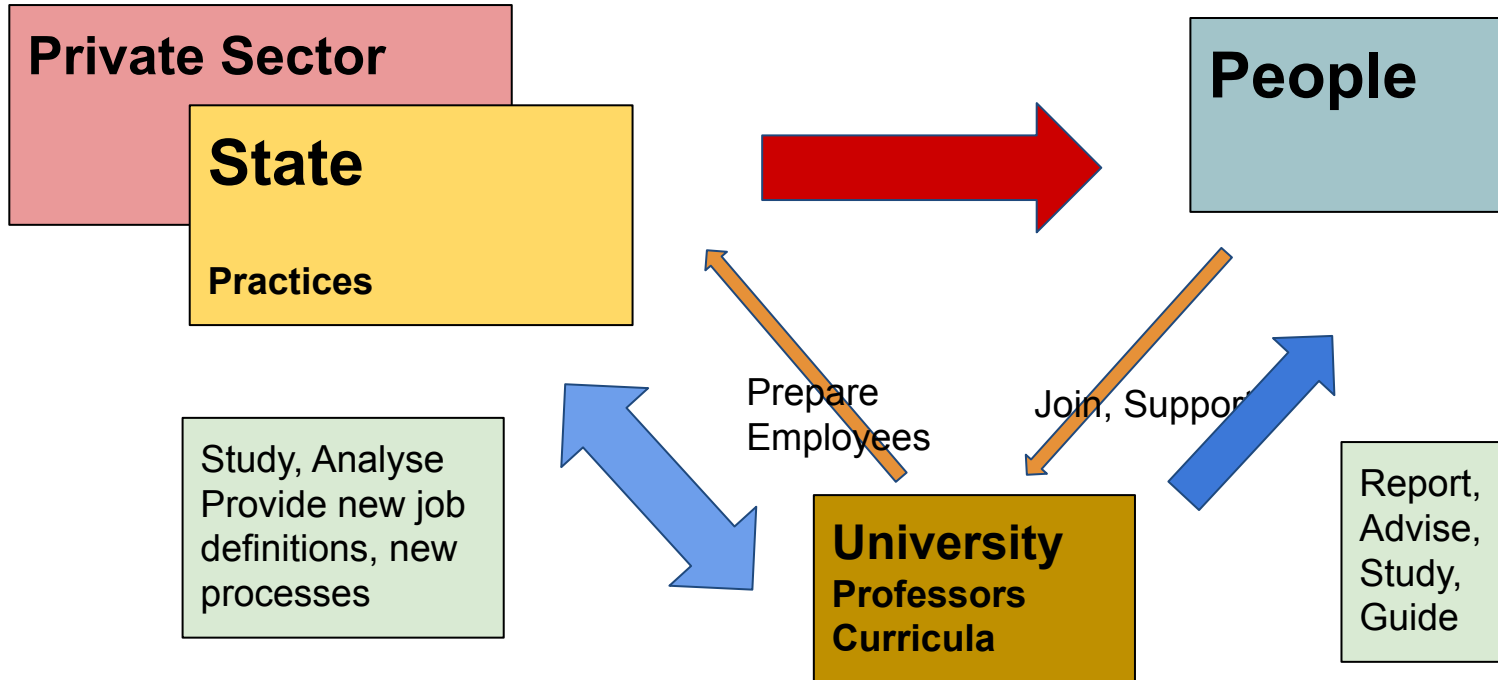 Private Sector
People
State
Practices
Prepare
Employees
Join, Support
Study, Analyse
Provide new job
definitions, new
processes
University
Professors
Curricula
Report,
Advise,
Study,
Guide